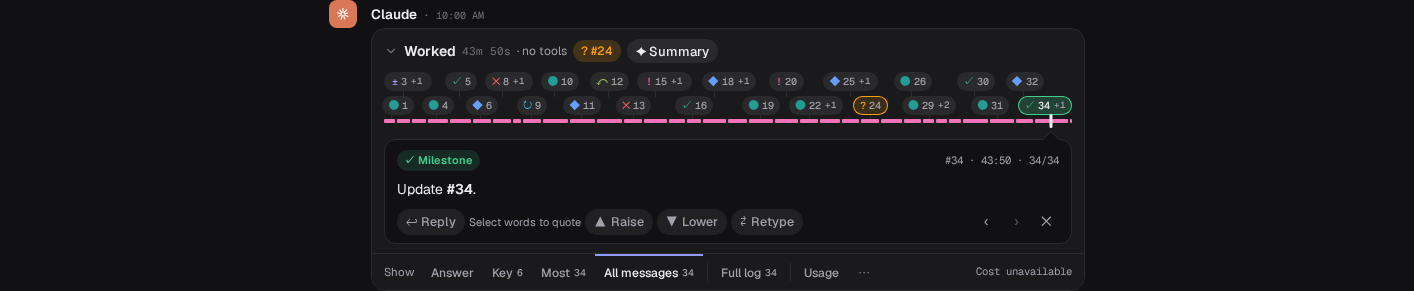 Claude · 10:00 AM
Worked 43m 50s · no tools ? #24 Summary
± 3 +1 ✓ 5 ✕ 8 +1 10 12 ! 15 +1 18 +1 ! 20 25 +1 26 ✓ 30 32
1 4 6 9 11 ✕ 13 ✓ 16 19 22 +1 ? 24 29 +2 31 ✓ 34 +1
✓ Milestone #34 · 43:50 · 34/34
Update #34.
↩ Reply Select words to quote ▲ Raise ▼ Lower Retype ‹ › ✕
Show Answer Key 6 Most 34 All messages 34 Full log 34 Usage ··· Cost unavailable